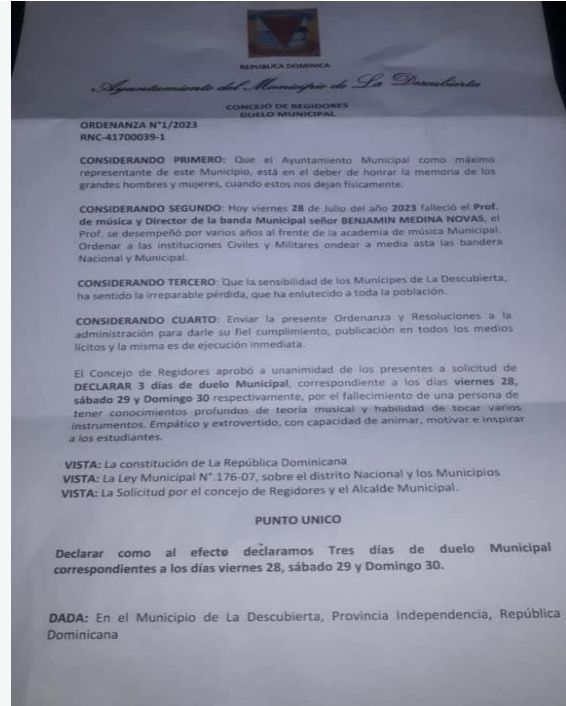 REPÚBLICA DOMINICA
Ayuntamiento del Municipio de La Descubierta
CONCEJO DE REGIDORES
DUELO MUNICIPAL
ORDENANZA N°1/2023
RNC-41700039-1
CONSIDERANDO PRIMERO: Que el Ayuntamiento Municipal como máximo
representante de este Municipio, está en el deber de honrar la memoria de los
grandes hombres y mujeres, cuando estos nos dejan físicamente.
CONSIDERANDO SEGUNDO: Hoy viernes 28 de Julio del año 2023 falleció el Prof.
de música y Director de la banda Municipal señor BENJAMIN MEDINA NOVAS, el
Prof. se desempeñó por varios años al frente de la academia de música Municipal.
Ordenar a las instituciones Civiles y Militares ondear a media asta las bandera
Nacional y Municipal.
CONSIDERANDO TERCERO: Que la sensibilidad de los Munícipes de La Descubierta,
ha sentido la irreparable pérdida, que ha enlutecido a toda la población.
CONSIDERANDO CUARTO: Enviar la presente Ordenanza y Resoluciones a la
administración para darle su fiel cumplimiento, publicación en todos los medios
lícitos y la misma es de ejecución inmediata.
El Concejo de Regidores aprobó a unanimidad de los presentes a solicitud de
DECLARAR 3 días de duelo Municipal, correspondiente a los días viernes 28,
sábado 29 y Domingo 30 respectivamente, por el fallecimiento de una persona de
tener conocimientos profundos de teoría musical y habilidad de tocar varios
instrumentos. Empático y extrovertido, con capacidad de animar, motivar e inspirar
a los estudiantes.
VISTA: La constitución de La República Dominicana
VISTA: La Ley Municipal N°.176-07, sobre el distrito Nacional y los Municipios
VISTA: La Solicitud por el concejo de Regidores y el Alcalde Municipal.
PUNTO UNICO
Declarar como al efecto declaramos Tres días de duelo Municipal
correspondientes a los días viernes 28, sábado 29 y Domingo 30.
DADA: En el Municipio de La Descubierta, Provincia Independencia, República
Dominicana